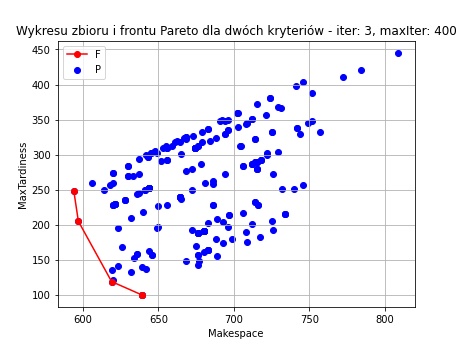 Wykresu zbioru i frontu Pareto dla dwóch kryteriów - iter: 3, maxIter: 400
F
P
450
400
350
300
250
200
150
100
MaxTardiness
600
650
700
750
800
Makespace